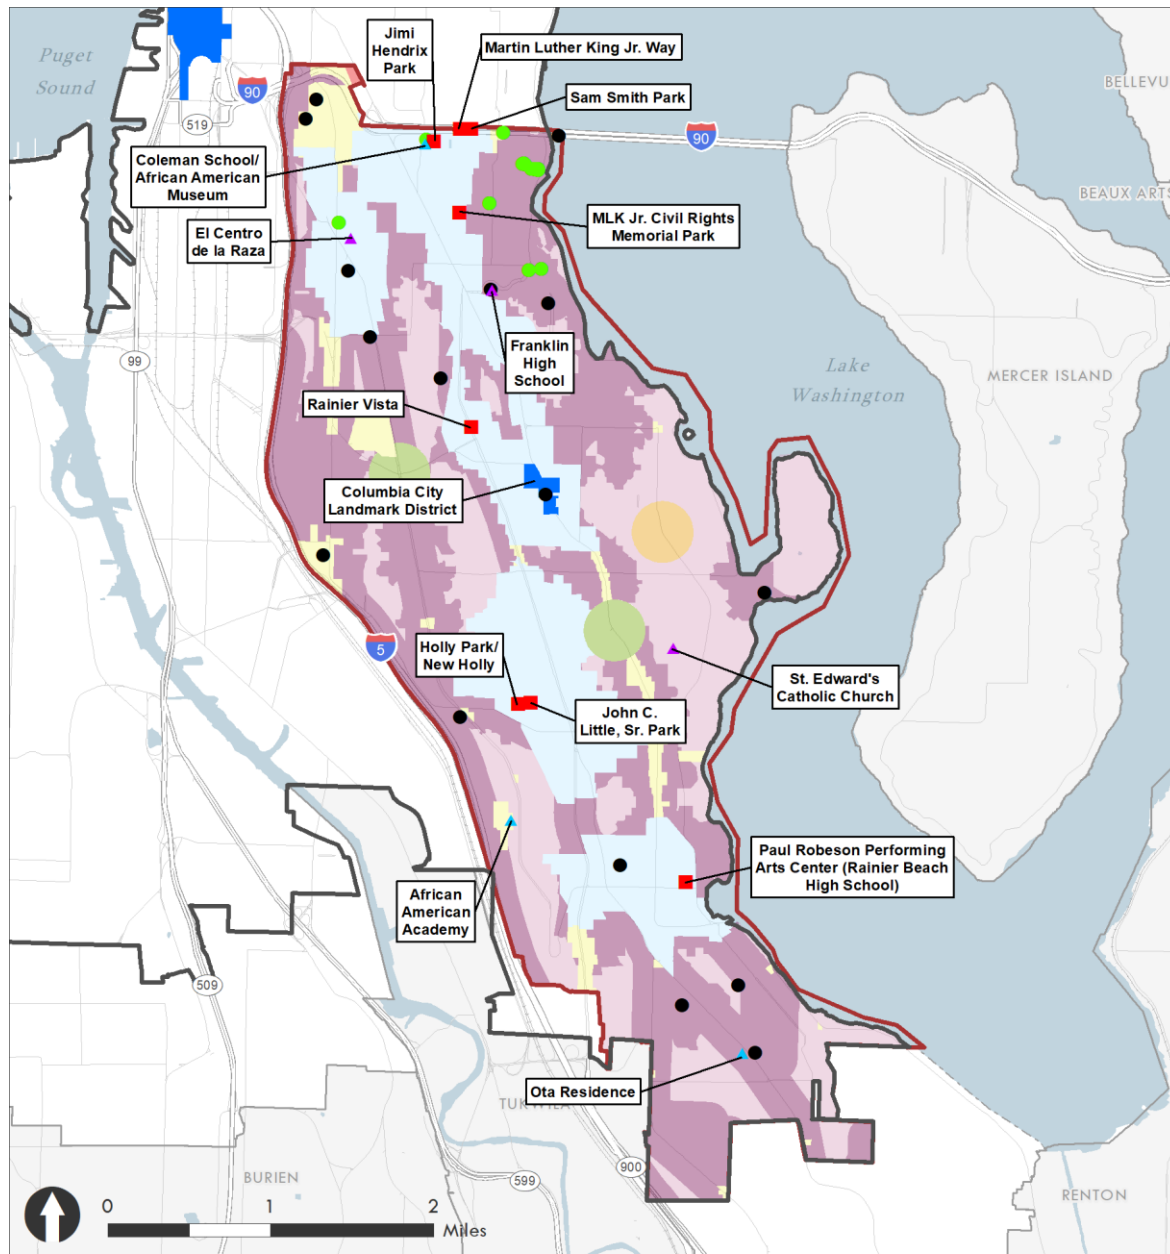 Puget
Sound
90
519
Jimi
Hendrix
Park
Martin Luther King Jr. Way
Sam Smith Park
90
BELLEVU
BEAUX ARTS
Coleman School/
African American
Museum
El Centro
de la Raza
MLK Jr. Civil Rights
Memorial Park
99
Franklin
High
School
Lake
Washington
MERCER ISLAND
Rainier Vista
Columbia City
Landmark District
5
Holly Park/
New Holly
John C.
Little, Sr. Park
St. Edward's
Catholic Church
Paul Robeson Performing
Arts Center (Rainier Beach
High School)
African
American
Academy
509
Ota Residence
TUKWILA
BURIEN
599
900
RENTON
0
1
2
Miles